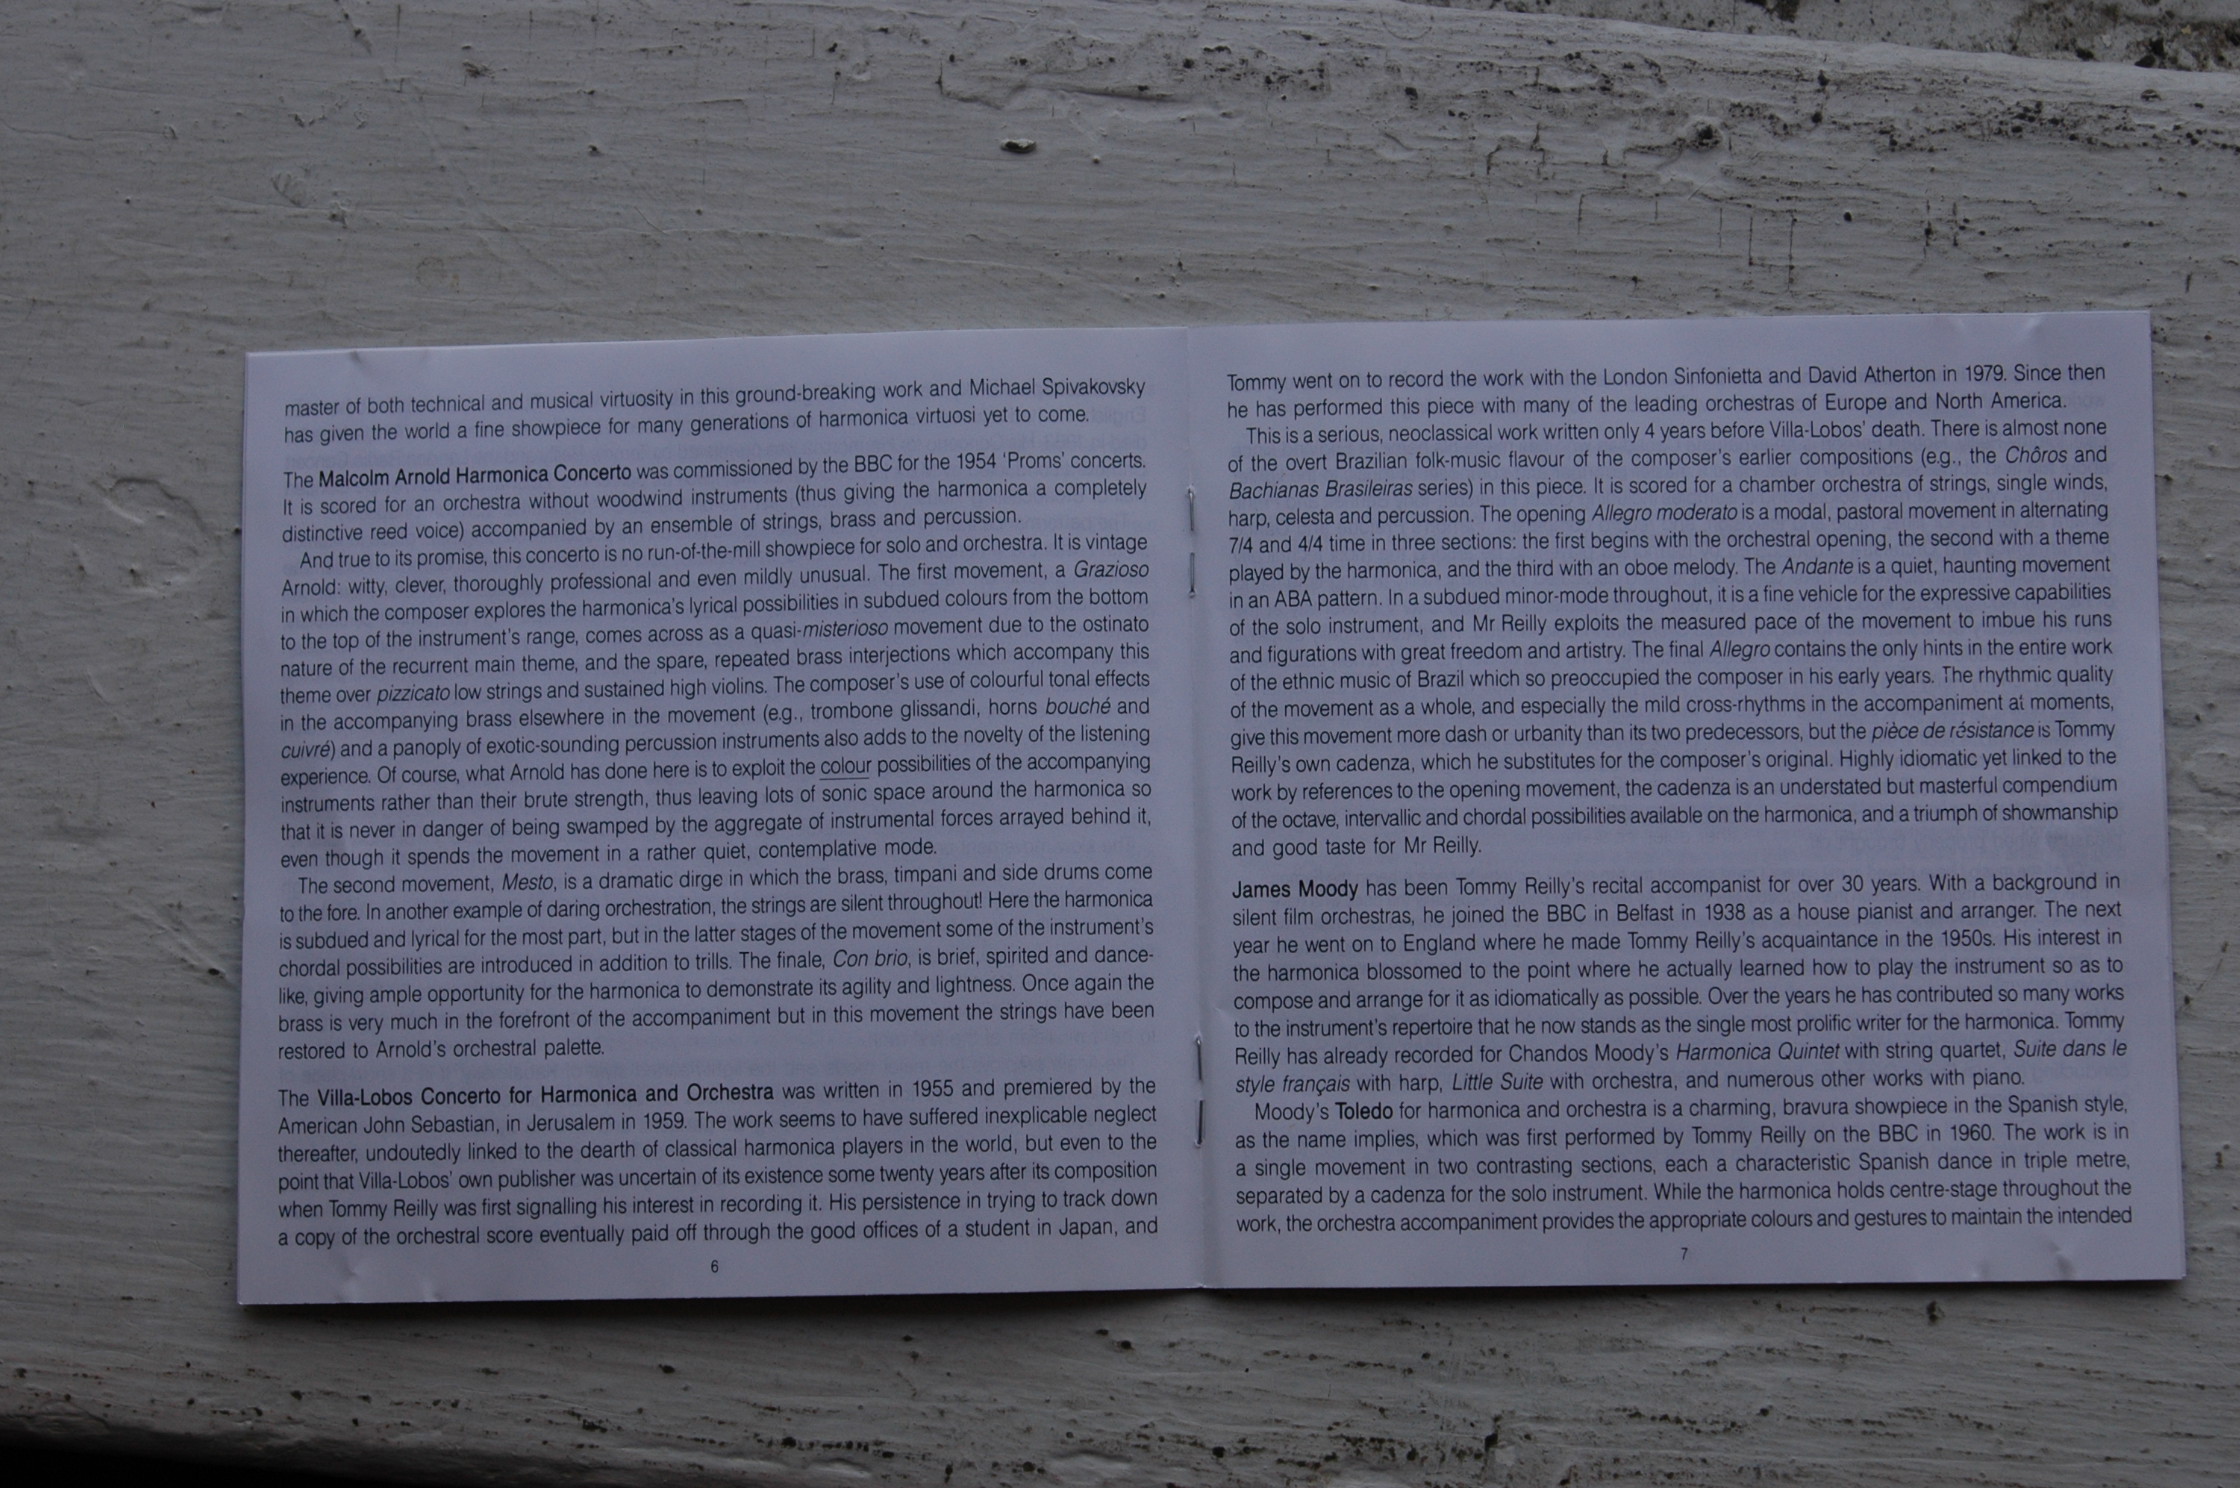 master of both technical and musical virtuosity in this ground-breaking work and Michael Spivakovsky
has given the world a fine showpiece for many generations of harmonica virtuosi yet to come.
The Malcolm Arnold Harmonica Concerto was commissioned by the BBC for the 1954 ‘Proms’ concerts.
It is scored for an orchestra without woodwind instruments (thus giving the harmonica a completely
distinctive reed voice) accompanied by an ensemble of strings, brass and percussion.
And true to its promise, this concerto is no run-of-the-mill showpiece for solo and orchestra. It is vintage
Arnold: witty, clever, thoroughly professional and even mildly unusual. The first movement, a Grazioso
in which the composer explores the harmonica's lyrical possibilities in subdued colours from the bottom
to the top of the instrument's range, comes across as a quasi-misterioso movement due to the ostinato
nature of the recurrent main theme, and the spare, repeated brass interjections which accompany this
theme over pizzicato low strings and sustained high violins. The composer's use of colourful tonal effects
in the accompanying brass elsewhere in the movement (e.g., trombone glissandi, horns bouché and
cuivré) and a panoply of exotic-sounding percussion instruments also adds to the novelty of the listening
experience. Of course, what Arnold has done here is to exploit the colour possibilities of the accompanying
instruments rather than their brute strength, thus leaving lots of sonic space around the harmonica so
that it is never in danger of being swamped by the aggregate of instrumental forces arrayed behind it,
even though it spends the movement in a rather quiet, contemplative mode.
The second movement, Mesto, is a dramatic dirge in which the brass, timpani and side drums come
to the fore. In another example of daring orchestration, the strings are silent throughout! Here the harmonica
is subdued and lyrical for the most part, but in the latter stages of the movement some of the instrument's
chordal possibilities are introduced in addition to trills. The finale, Con brio, is brief, spirited and dance-
like, giving ample opportunity for the harmonica to demonstrate its agility and lightness. Once again the
brass is very much in the forefront of the accompaniment but in this movement the strings have been
restored to Arnold's orchestral palette.
The Villa-Lobos Concerto for Harmonica and Orchestra was written in 1955 and premiered by the
American John Sebastian, in Jerusalem in 1959. The work seems to have suffered inexplicable neglect
thereafter, undoutedly linked to the dearth of classical harmonica players in the world, but even to the
point that Villa-Lobos' own publisher was uncertain of its existence some twenty years after its composition
when Tommy Reilly was first signalling his interest in recording it. His persistence in trying to track down
a copy of the orchestral score eventually paid off through the good offices of a student in Japan, and
6
Tommy went on to record the work with the London Sinfonietta and David Atherton in 1979. Since then
he has performed this piece with many of the leading orchestras of Europe and North America.
This is a serious, neoclassical work written only 4 years before Villa-Lobos' death. There is almost none
of the overt Brazilian folk-music flavour of the composer's earlier compositions (e.g., the Chôros and
Bachianas Brasileiras series) in this piece. It is scored for a chamber orchestra of strings, single winds,
harp, celesta and percussion. The opening Allegro moderato is a modal, pastoral movement in alternating
7/4 and 4/4 time in three sections: the first begins with the orchestral opening, the second with a theme
played by the harmonica, and the third with an oboe melody. The Andante is a quiet, haunting movement
in an ABA pattern. In a subdued minor-mode throughout, it is a fine vehicle for the expressive capabilities
of the solo instrument, and Mr Reilly exploits the measured pace of the movement to imbue his runs
and figurations with great freedom and artistry. The final Allegro contains the only hints in the entire work
of the ethnic music of Brazil which so preoccupied the composer in his early years. The rhythmic quality
of the movement as a whole, and especially the mild cross-rhythms in the accompaniment at moments,
give this movement more dash or urbanity than its two predecessors, but the pièce de résistance is Tommy
Reilly's own cadenza, which he substitutes for the composer's original. Highly idiomatic yet linked to the
work by references to the opening movement, the cadenza is an understated but masterful compendium
of the octave, intervallic and chordal possibilities available on the harmonica, and a triumph of showmanship
and good taste for Mr Reilly.
James Moody has been Tommy Reilly's recital accompanist for over 30 years. With a background in
silent film orchestras, he joined the BBC in Belfast in 1938 as a house pianist and arranger. The next
year he went on to England where he made Tommy Reilly's acquaintance in the 1950s. His interest in
the harmonica blossomed to the point where he actually learned how to play the instrument so as to
compose and arrange for it as idiomatically as possible. Over the years he has contributed so many works
to the instrument's repertoire that he now stands as the single most prolific writer for the harmonica. Tommy
Reilly has already recorded for Chandos Moody's Harmonica Quintet with string quartet, Suite dans le
style français with harp, Little Suite with orchestra, and numerous other works with piano.
Moody's Toledo for harmonica and orchestra is a charming, bravura showpiece in the Spanish style,
as the name implies, which was first performed by Tommy Reilly on the BBC in 1960. The work is in
a single movement in two contrasting sections, each a characteristic Spanish dance in triple metre,
separated by a cadenza for the solo instrument. While the harmonica holds centre-stage throughout the
work, the orchestra accompaniment provides the appropriate colours and gestures to maintain the intended
7